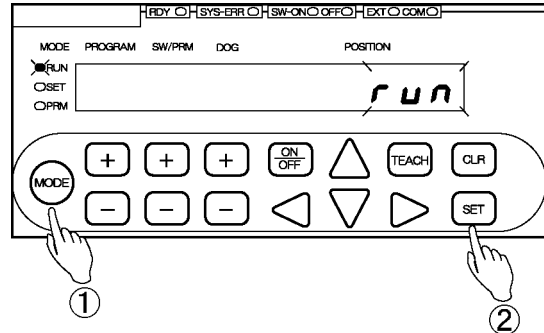 RDY SYS-ERR SW-ON OFF EXT COM
MODE PROGRAM SW/PRM DOG POSITION
RUN
SET
PRM
run
+ + + ON/OFF TEACH CLR
MODE
- - - SET
① ②